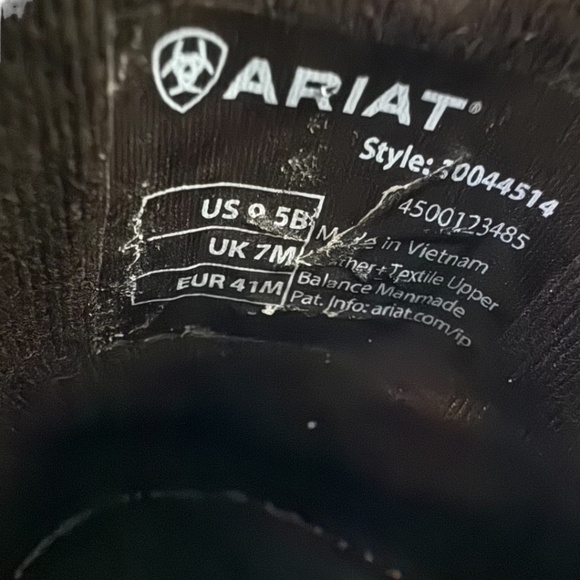 ARIAT®
Style: 10044514
4500123485
US 9.5B
UK 7M
EUR 41M
Made in Vietnam
Leather+Textile Upper
Balance Manmade
Pat. Info: ariat.com/ip